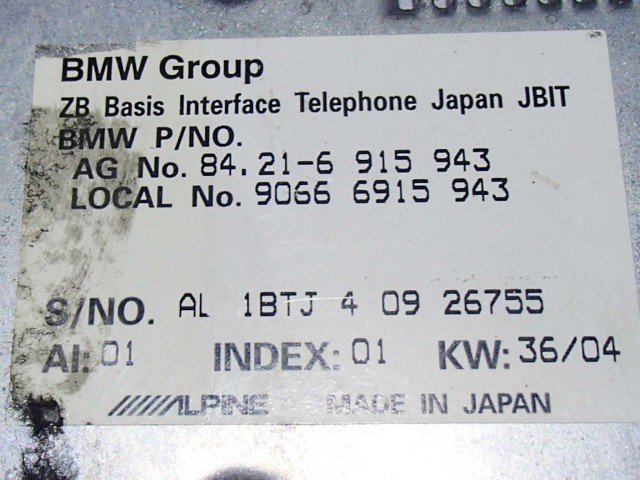 BMW Group
ZB Basis Interface Telephone Japan JBIT
BMW P/NO.
AG No. 84.21-6 915 943
LOCAL No. 9066 6915 943
S/NO. AL 1BTJ 4 09 26755
AI: 01 INDEX: 01 KW: 36/04
ALPINE MADE IN JAPAN